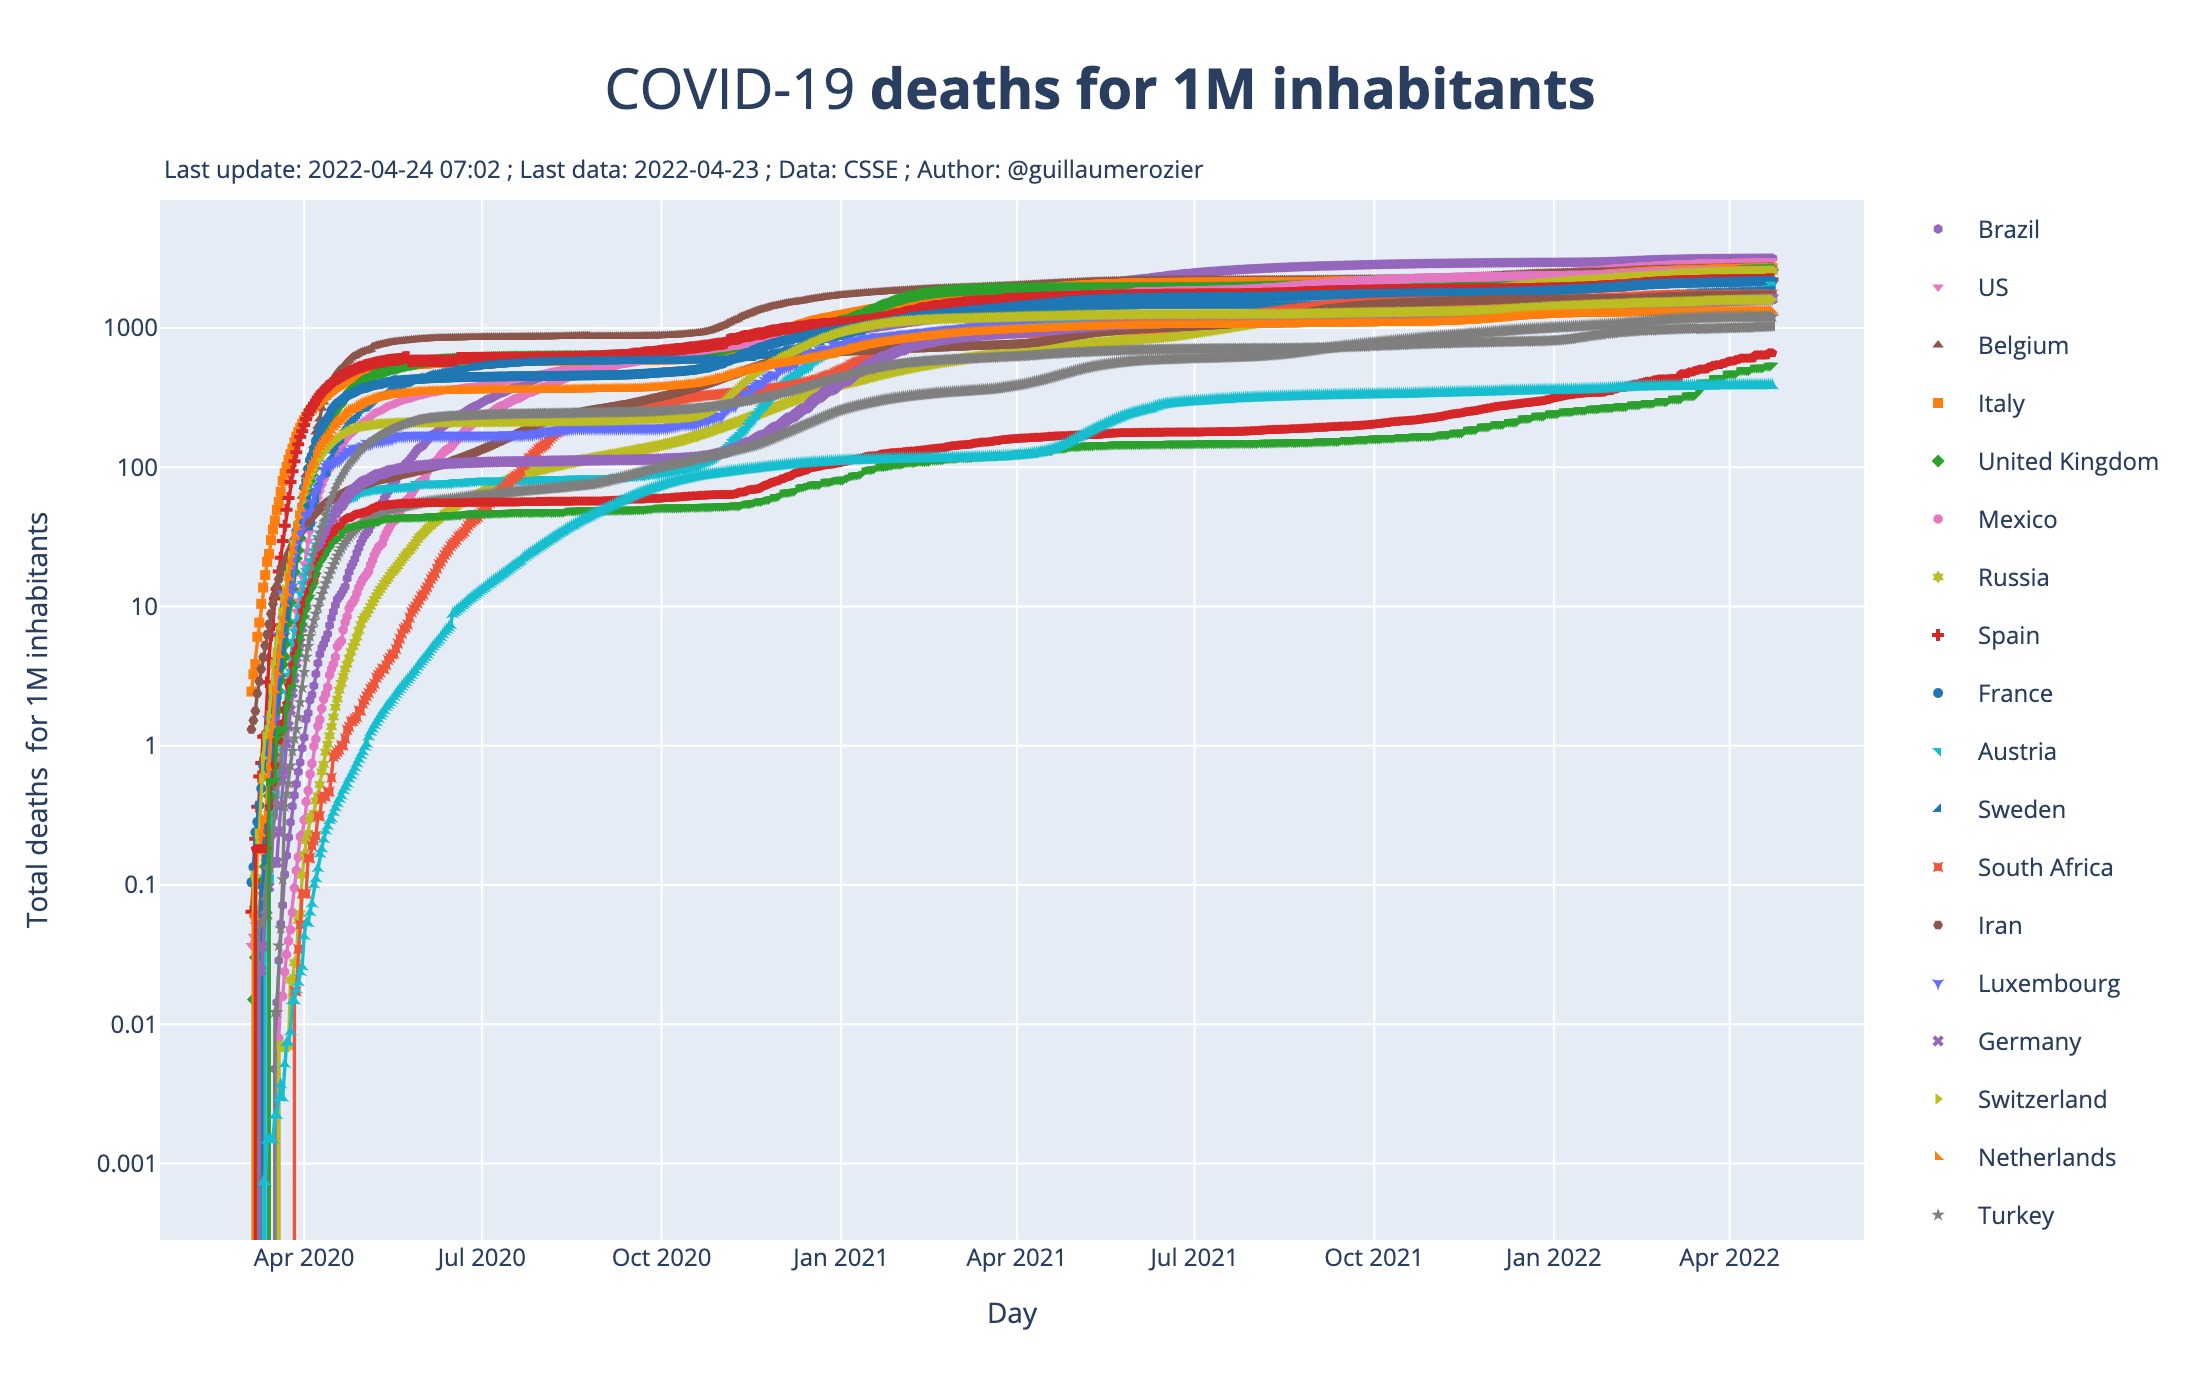 COVID-19 deaths for 1M inhabitants
Last update: 2022-04-24 07:02 ; Last data: 2022-04-23 ; Data: CSSE ; Author: @guillaumerozier
Total deaths for 1M inhabitants
1000
100
10
1
0.1
0.01
0.001
Apr 2020
Jul 2020
Oct 2020
Jan 2021
Apr 2021
Jul 2021
Oct 2021
Jan 2022
Apr 2022
Day
Brazil
US
Belgium
Italy
United Kingdom
Mexico
Russia
Spain
France
Austria
Sweden
South Africa
Iran
Luxembourg
Germany
Switzerland
Netherlands
Turkey